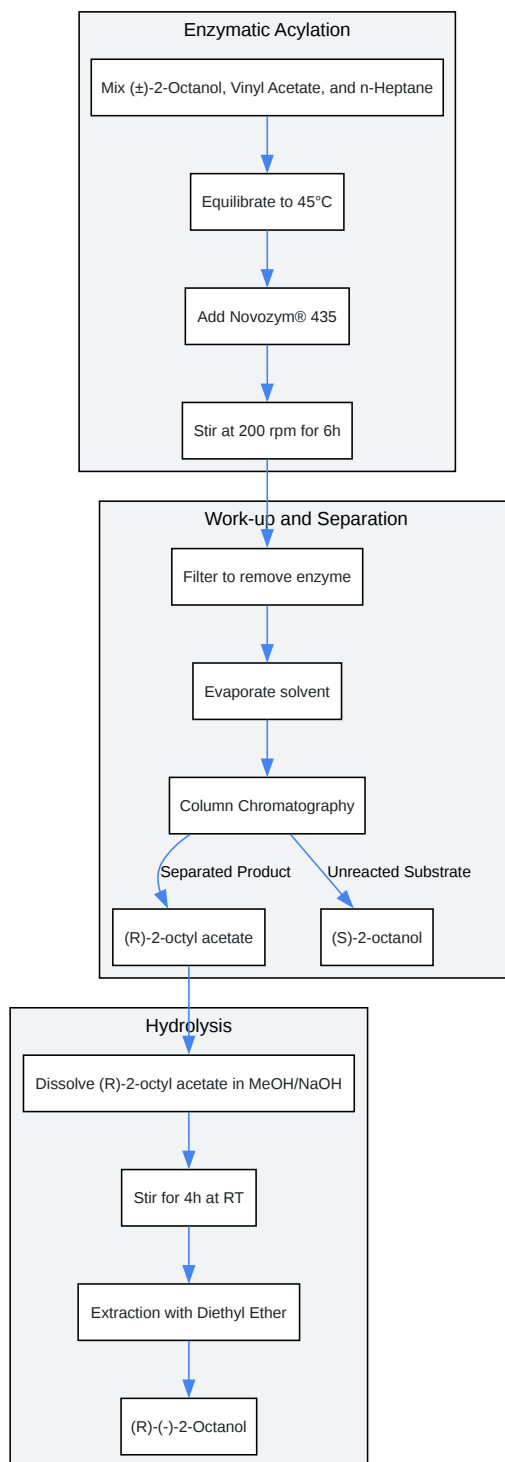 Enzymatic Acylation
Mix (±)-2-Octanol, Vinyl Acetate, and n-Heptane
Equilibrate to 45°C
Add Novozym® 435
Stir at 200 rpm for 6h
Work-up and Separation
Filter to remove enzyme
Evaporate solvent
Column Chromatography
Separated Product
Unreacted Substrate
(R)-2-octyl acetate
(S)-2-octanol
Hydrolysis
Dissolve (R)-2-octyl acetate in MeOH/NaOH
Stir for 4h at RT
Extraction with Diethyl Ether
(R)-(-)-2-Octanol